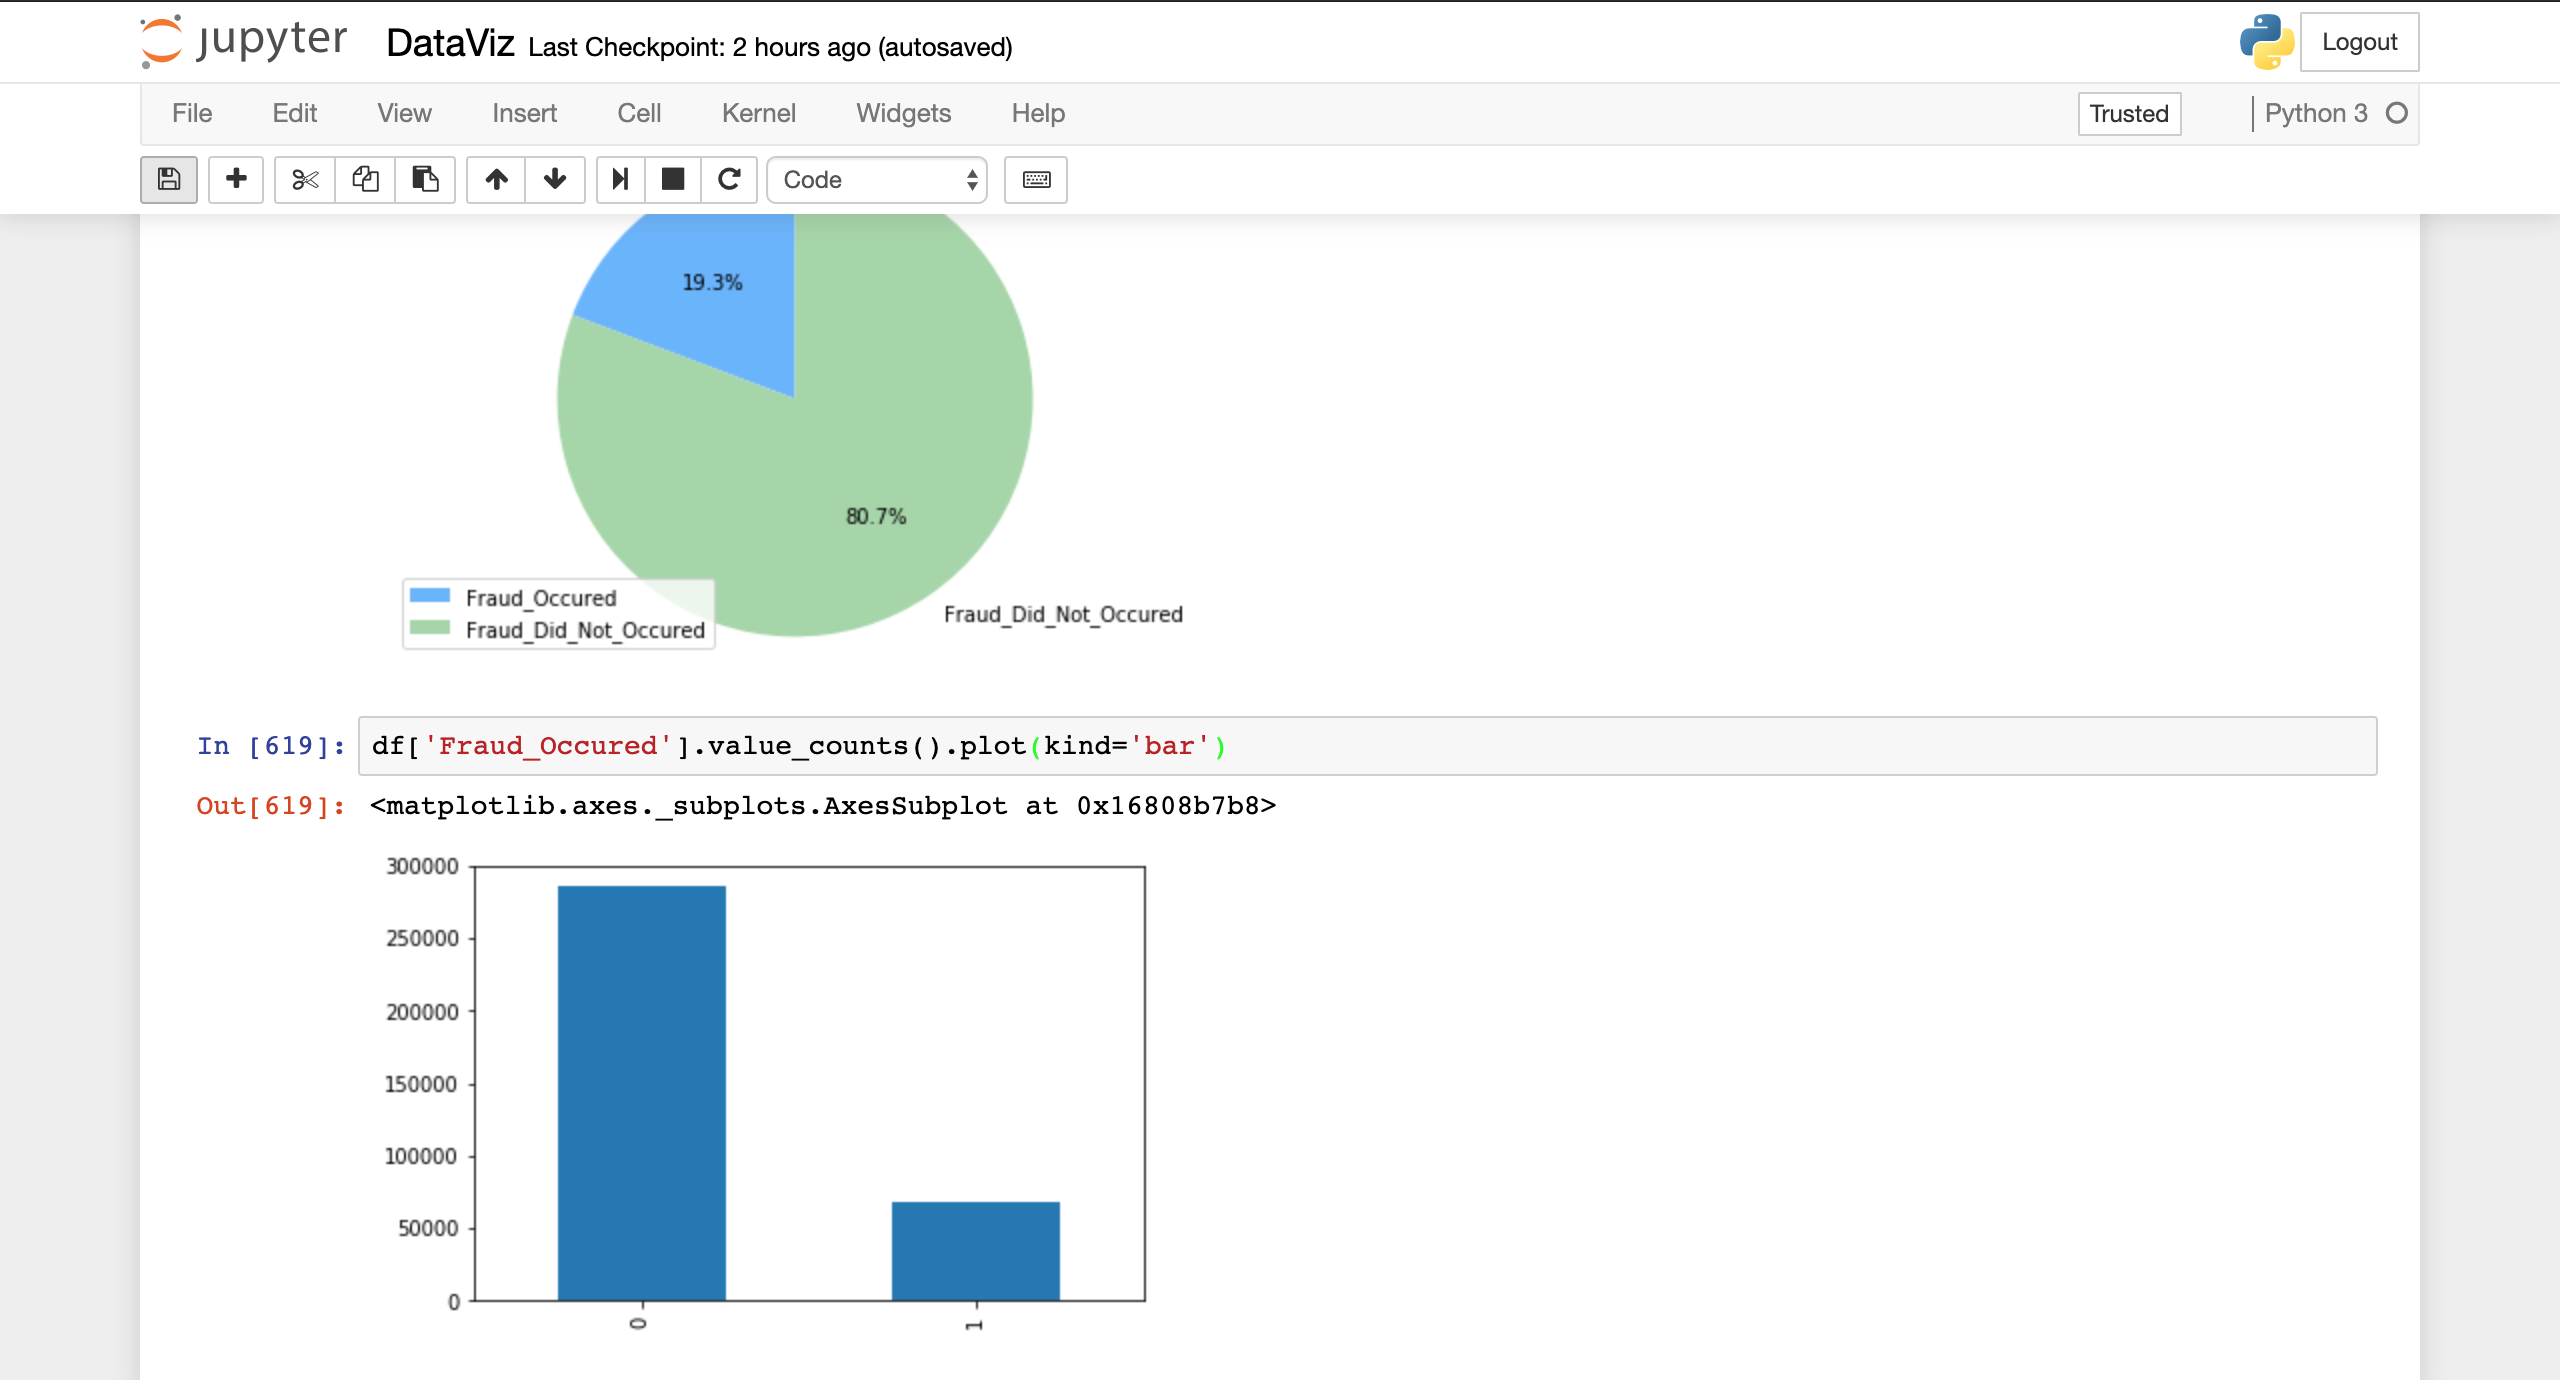 jupyter DataViz Last Checkpoint: 2 hours ago (autosaved) Logout
File Edit View Insert Cell Kernel Widgets Help Trusted Python 3
Code
19.3%
80.7%
Fraud_Occured
Fraud_Did_Not_Occured
Fraud_Did_Not_Occured
In [619]: df['Fraud_Occured'].value_counts().plot(kind='bar')
Out[619]: <matplotlib.axes._subplots.AxesSubplot at 0x16808b7b8>
300000
250000
200000
150000
100000
50000
0
0 1